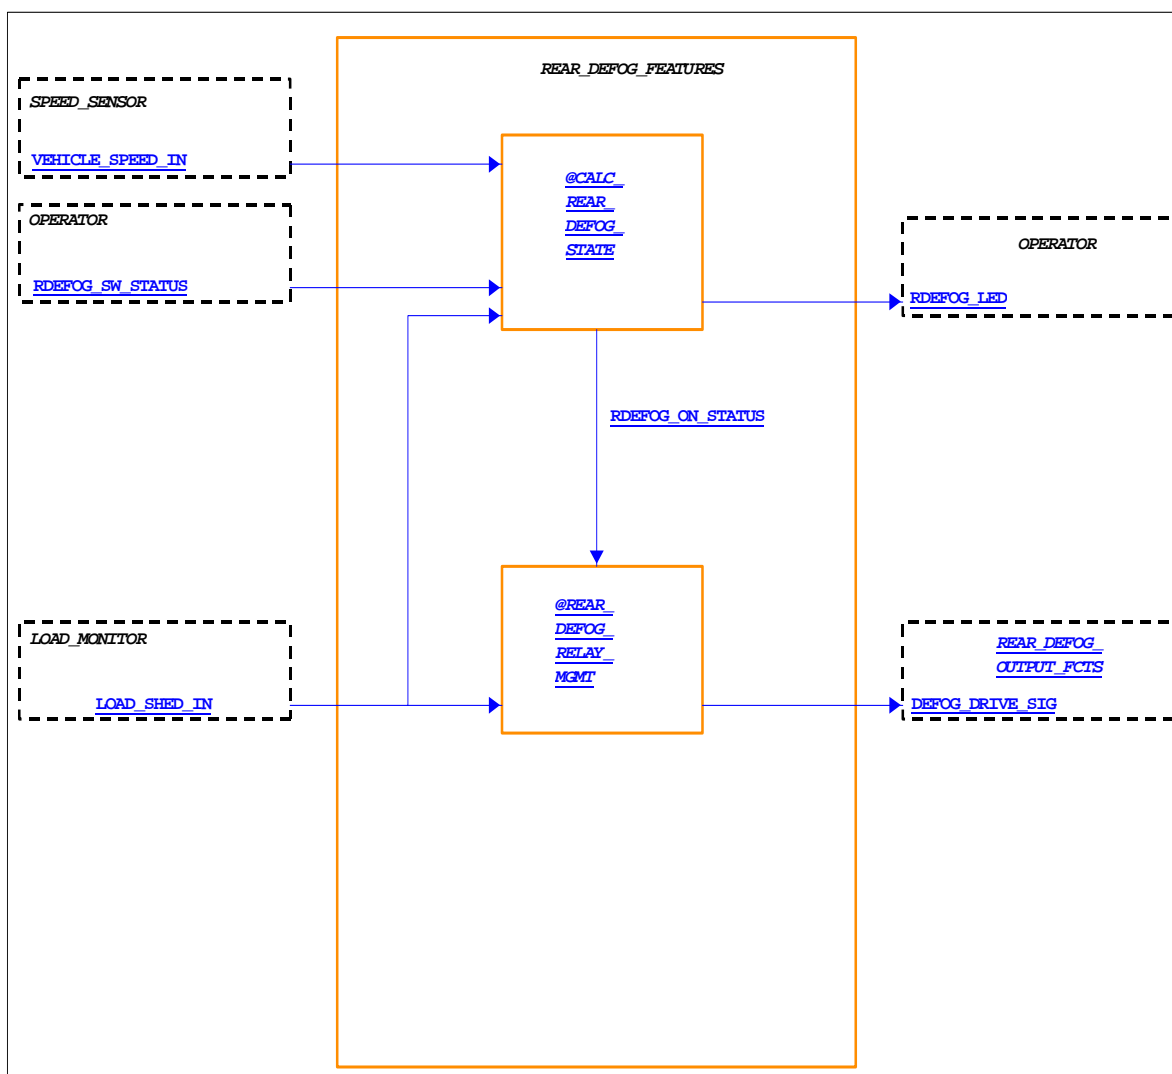 REAR_DEFOG_FEATURES
SPEED_SENSOR
VEHICLE_SPEED_IN
@CALC_
REAR_
DEFOG_
STATE
OPERATOR
RDEFOG_SW_STATUS
OPERATOR
RDEFOG_LED
RDEFOG_ON_STATUS
LOAD_MONITOR
LOAD_SHED_IN
@REAR_
DEFOG_
RELAY_
MGMT
REAR_DEFOG_
OUTPUT_FCTS
DEFOG_DRIVE_SIG